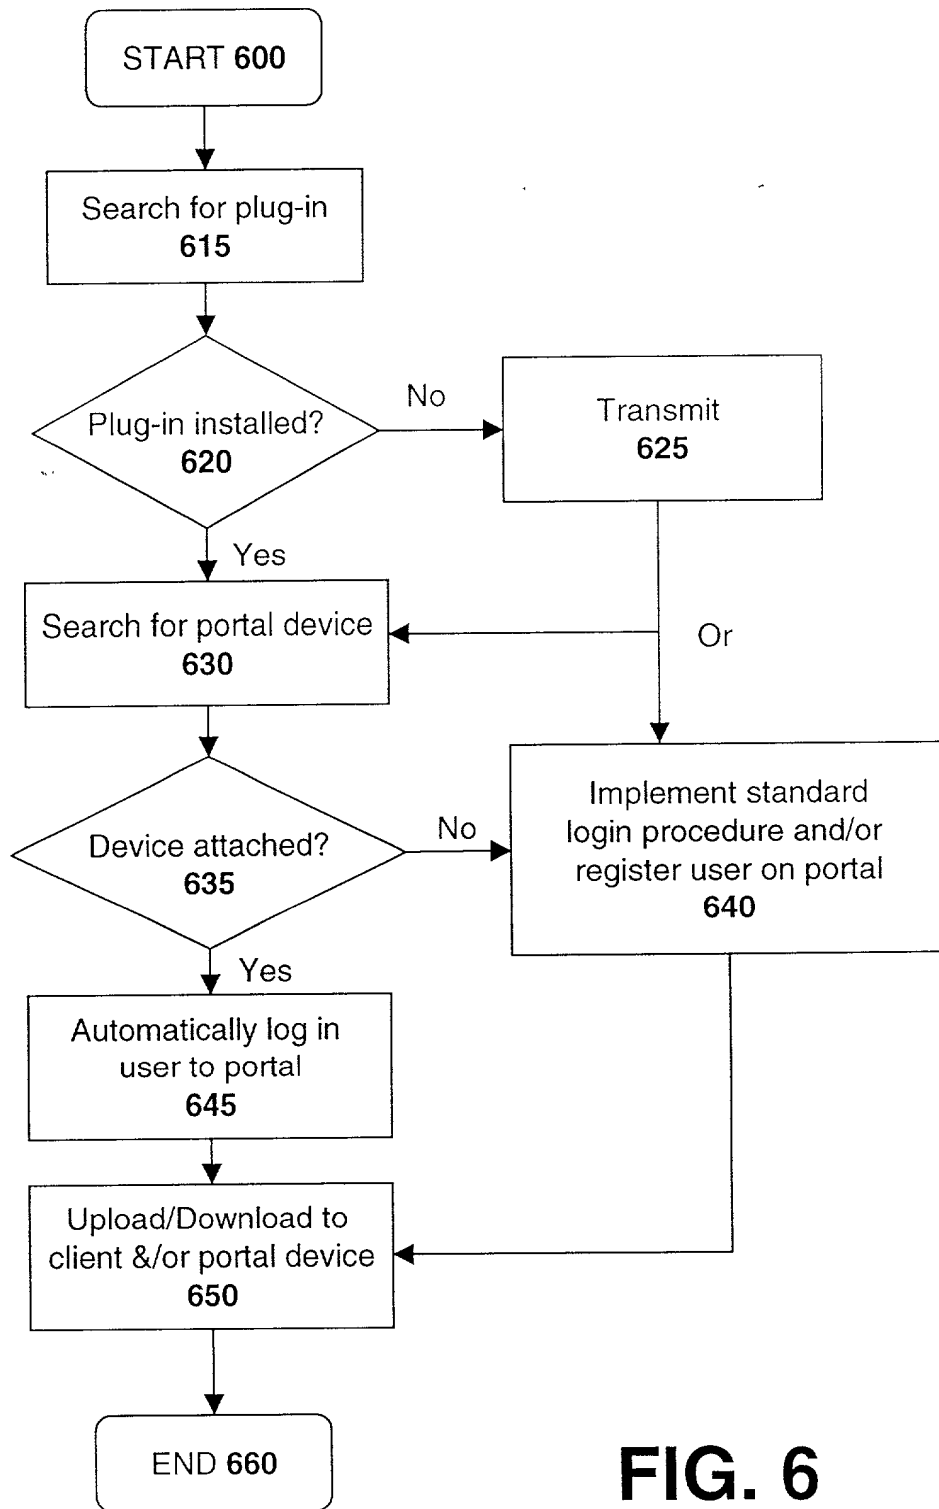 START 600
Search for plug-in
615
Plug-in installed?
620
No
Transmit
625
Yes
Search for portal device
630
Or
Device attached?
635
No
Implement standard
login procedure and/or
register user on portal
640
Yes
Automatically log in
user to portal
645
Upload/Download to
client &/or portal device
650
END 660
FIG. 6